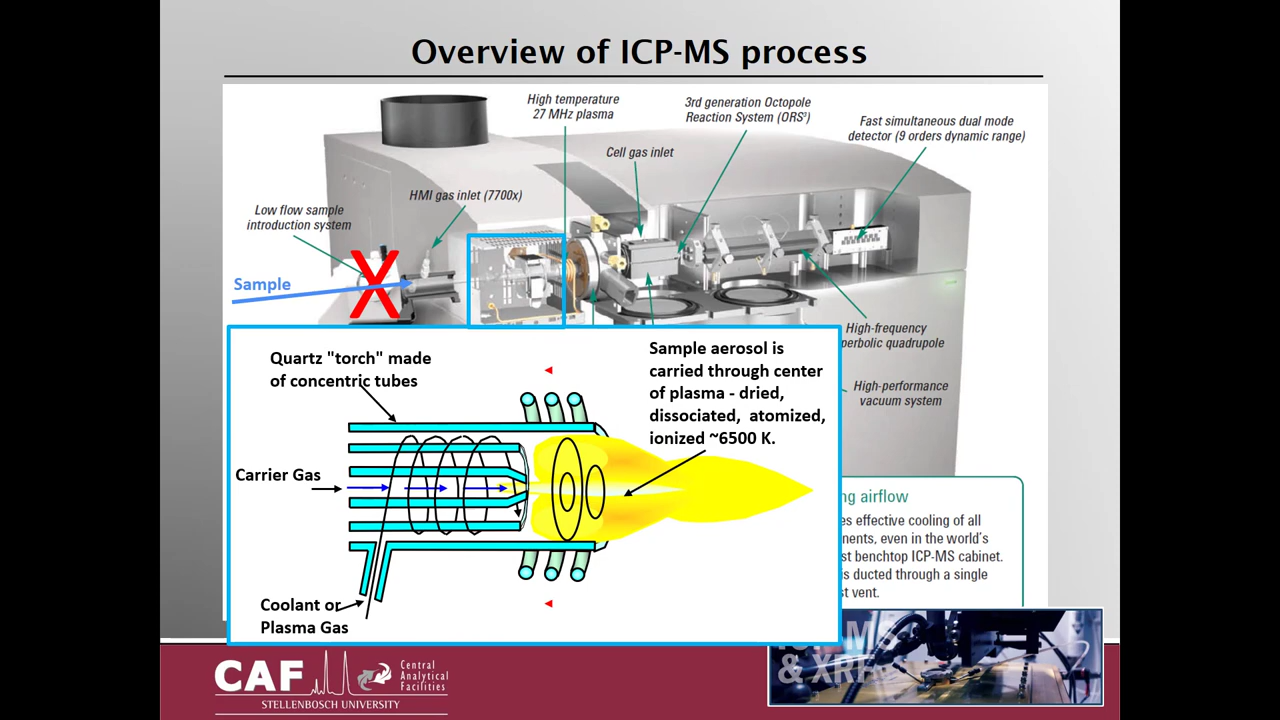 Overview of ICP-MS process
High temperature
27 MHz plasma
3rd generation Octopole
Reaction System (ORS³)
Fast simultaneous dual mode
detector (9 orders dynamic range)
Cell gas inlet
HMI gas inlet (7700x)
Low flow sample
introduction system
X
Sample
High-frequency
perbolic quadrupole
High-performance
vacuum system
Quartz "torch" made
of concentric tubes
Sample aerosol is
carried through center
of plasma - dried,
dissociated, atomized,
ionized ~6500 K.
Carrier Gas
Coolant or
Plasma Gas
ng airflow
es effective cooling of all
nents, even in the world's
st benchtop ICP-MS cabinet.
is ducted through a single
st vent.
ICP-MS
& XRF
CAF
Central
Analytical
Facilities
STELLENBOSCH UNIVERSITY